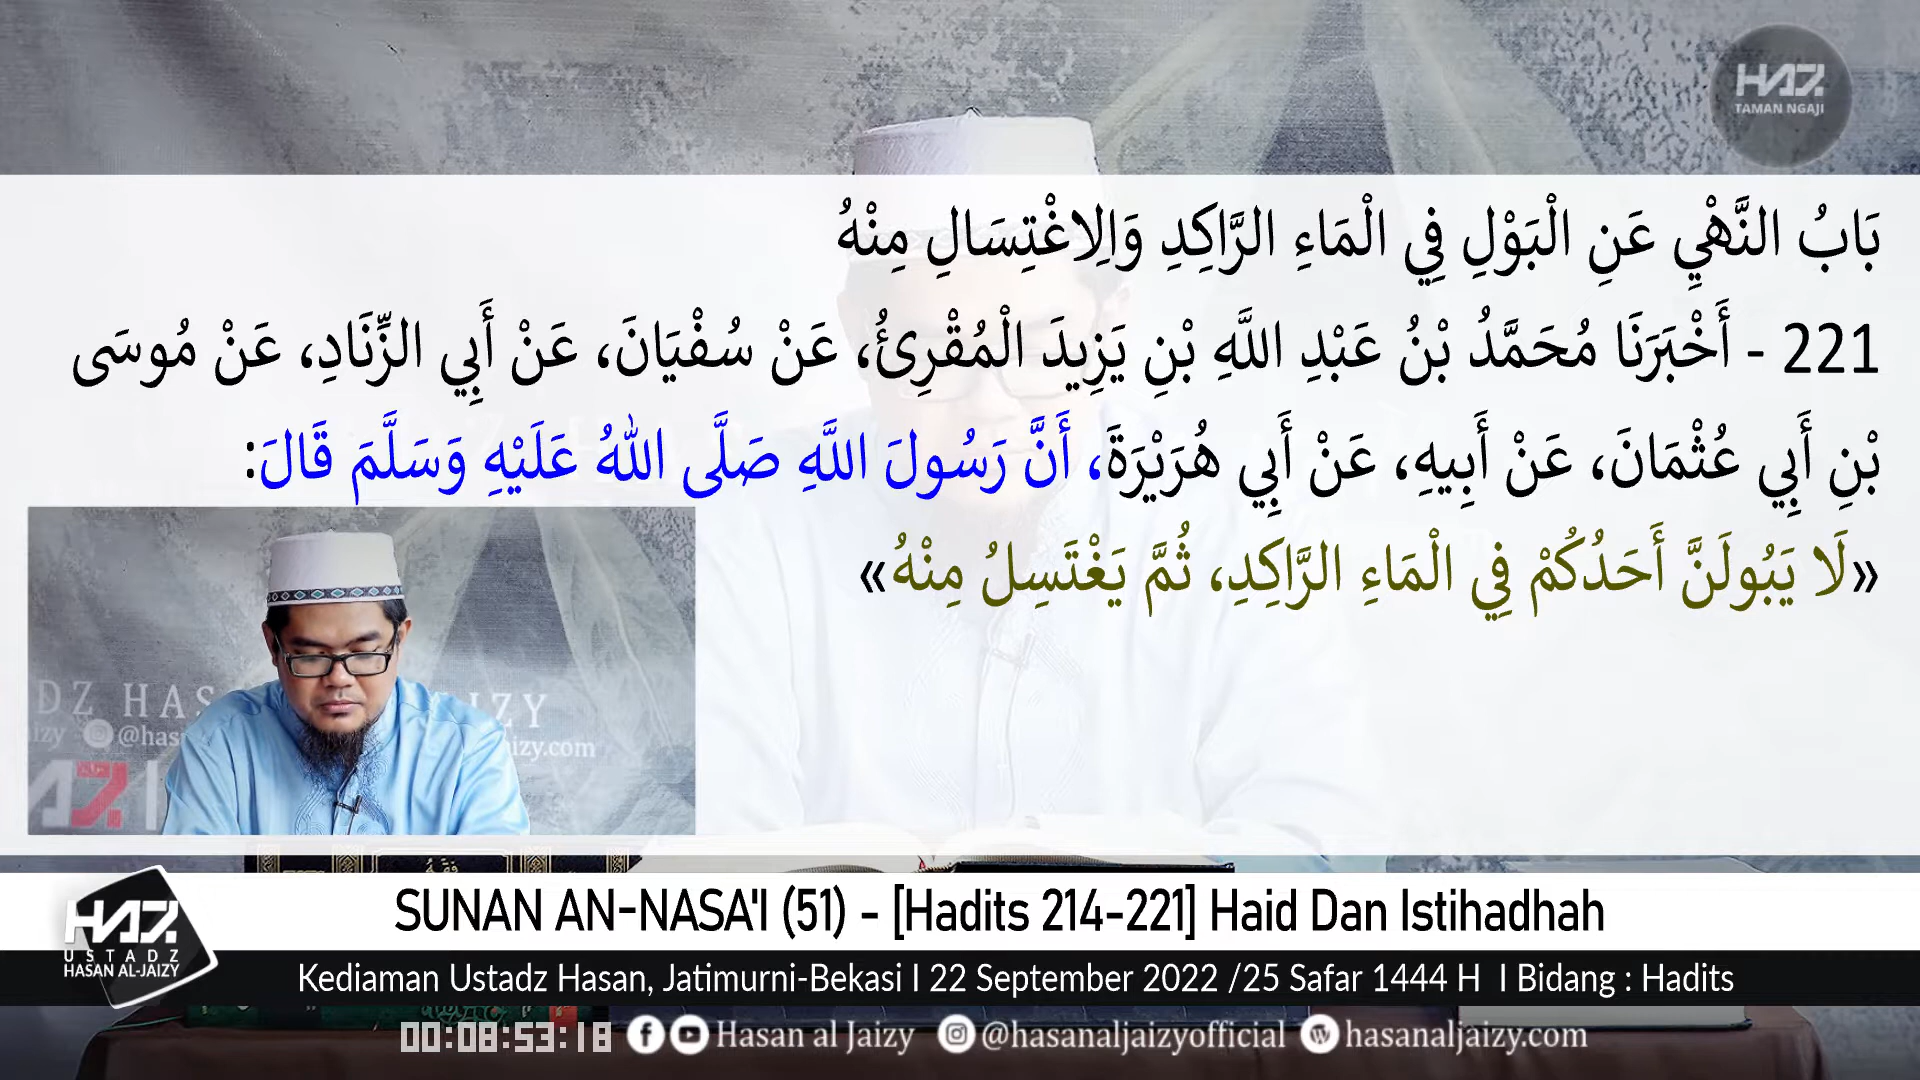 HAZ
TAMAN NGAJI
بَابُ النَّهْيِ عَنِ الْبَوْلِ فِي الْمَاءِ الرَّاكِدِ وَالِاغْتِسَالِ مِنْهُ
221 - أَخْبَرَنَا مُحَمَّدُ بْنُ عَبْدِ اللَّهِ بْنِ يَزِيدَ الْمُقْرِئُ، عَنْ سُفْيَانَ، عَنْ أَبِي الزِّنَادِ، عَنْ مُوسَى
بْنِ أَبِي عُثْمَانَ، عَنْ أَبِيهِ، عَنْ أَبِي هُرَيْرَةَ، أَنَّ رَسُولَ اللَّهِ صَلَّى اللهُ عَلَيْهِ وَسَلَّمَ قَالَ:
«لَا يَبُولَنَّ أَحَدُكُمْ فِي الْمَاءِ الرَّاكِدِ، ثُمَّ يَغْتَسِلُ مِنْهُ»
SUNAN AN-NASA'I (51) - [Hadits 214-221] Haid Dan Istihadhah
HAZ
USTADZ
HASAN AL-JAIZY
Kediaman Ustadz Hasan, Jatimurni-Bekasi I 22 September 2022 /25 Safar 1444 H I Bidang : Hadits
00:08:53:18 Hasan al Jaizy @hasanaljaizyofficial hasanaljaizy.com